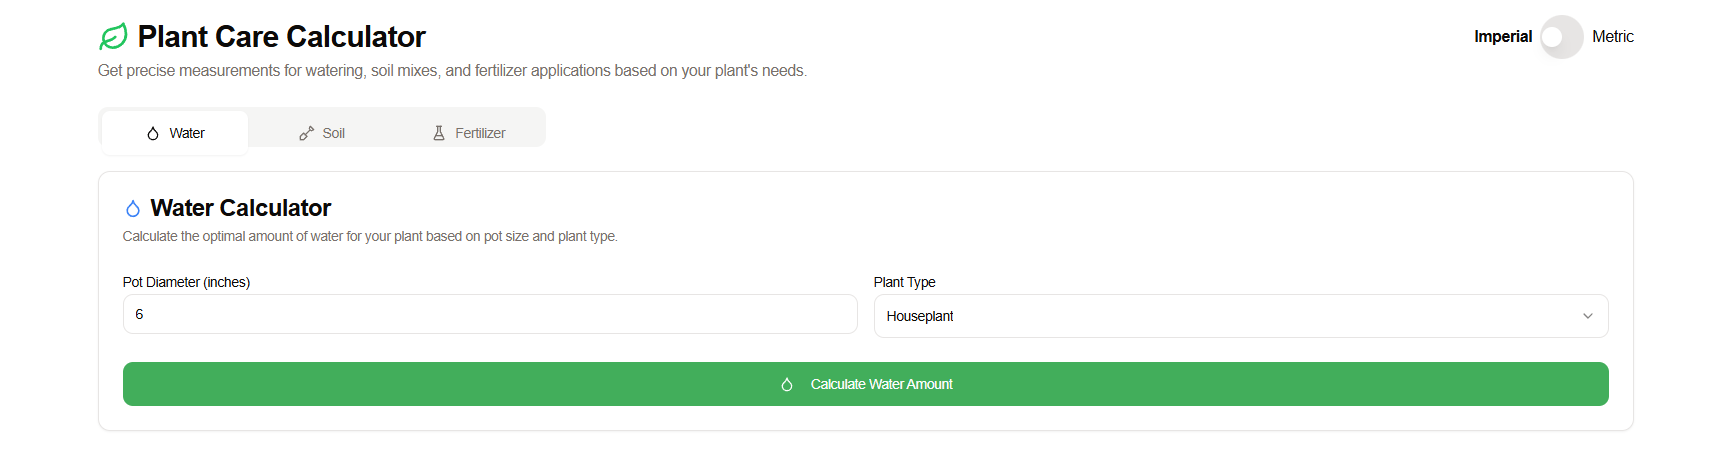 Plant Care Calculator
Imperial Metric
Get precise measurements for watering, soil mixes, and fertilizer applications based on your plant's needs.
Water Soil Fertilizer
Water Calculator
Calculate the optimal amount of water for your plant based on pot size and plant type.
Pot Diameter (inches) Plant Type
6 Houseplant
Calculate Water Amount